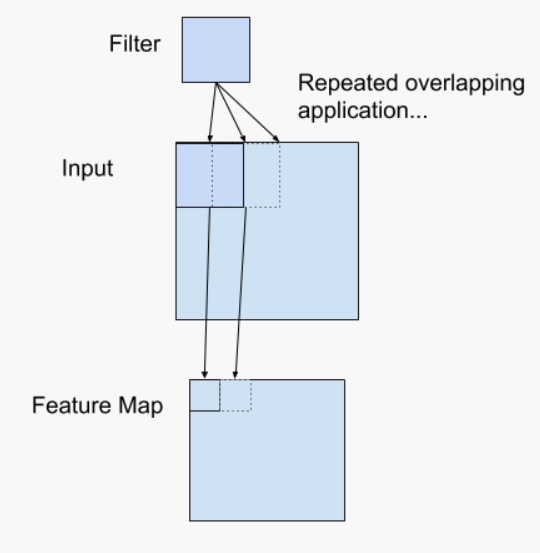 Filter
Repeated overlapping
application...
Input
Feature Map